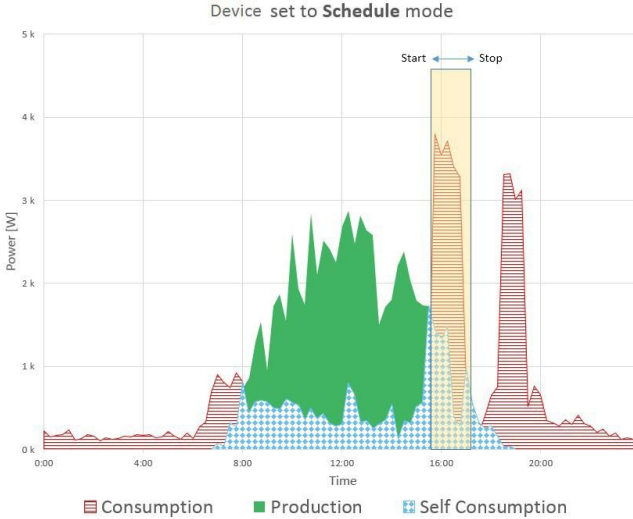 Device set to Schedule mode
5 k
Start
Stop
4 k
3 k
2 k
1 k
0 k
Power [W]
0:00
4:00
8:00
12:00
16:00
20:00
Time
Consumption
Production
Self Consumption